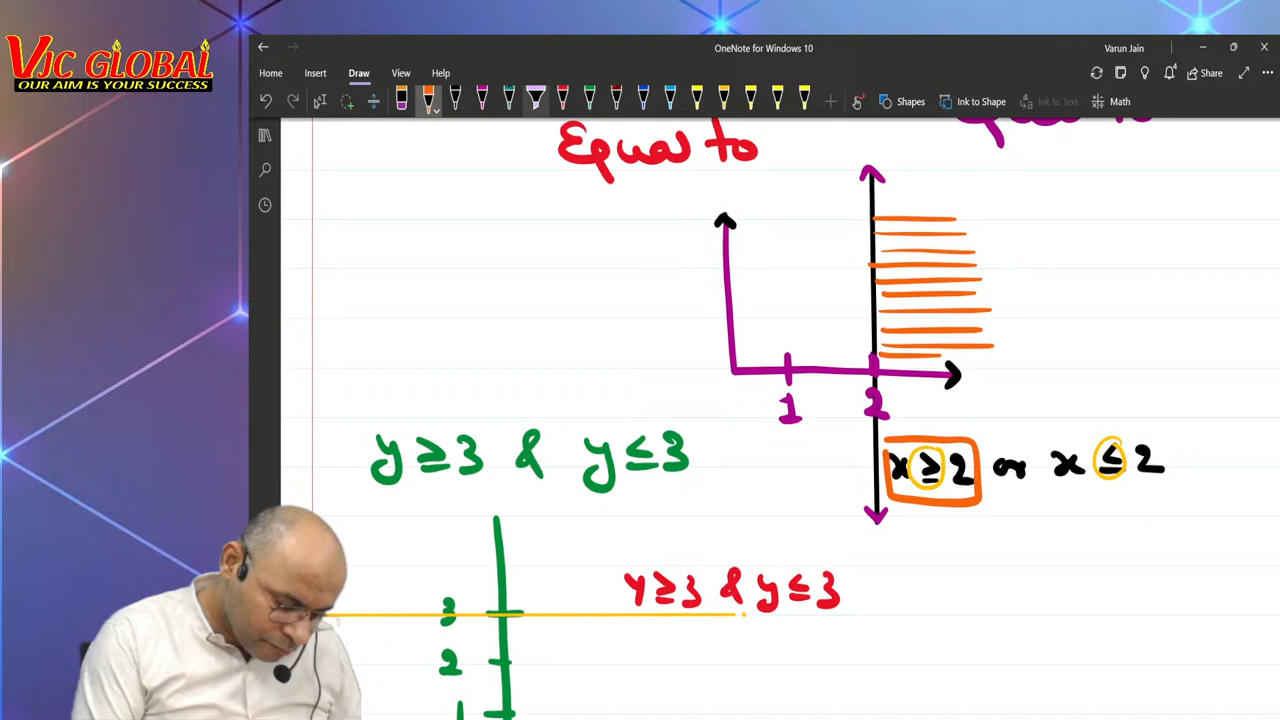 VJC GLOBAL
OUR AIM IS YOUR SUCCESS
OneNote for Windows 10
Varun Jain
Home Insert Draw View Help
Share
Shapes Ink to Shape Ink to Text Math
Equal to
1 2
y≥3 & y≤3
x≥2 or x≤2
y≥3 & y≤3
3
2
1